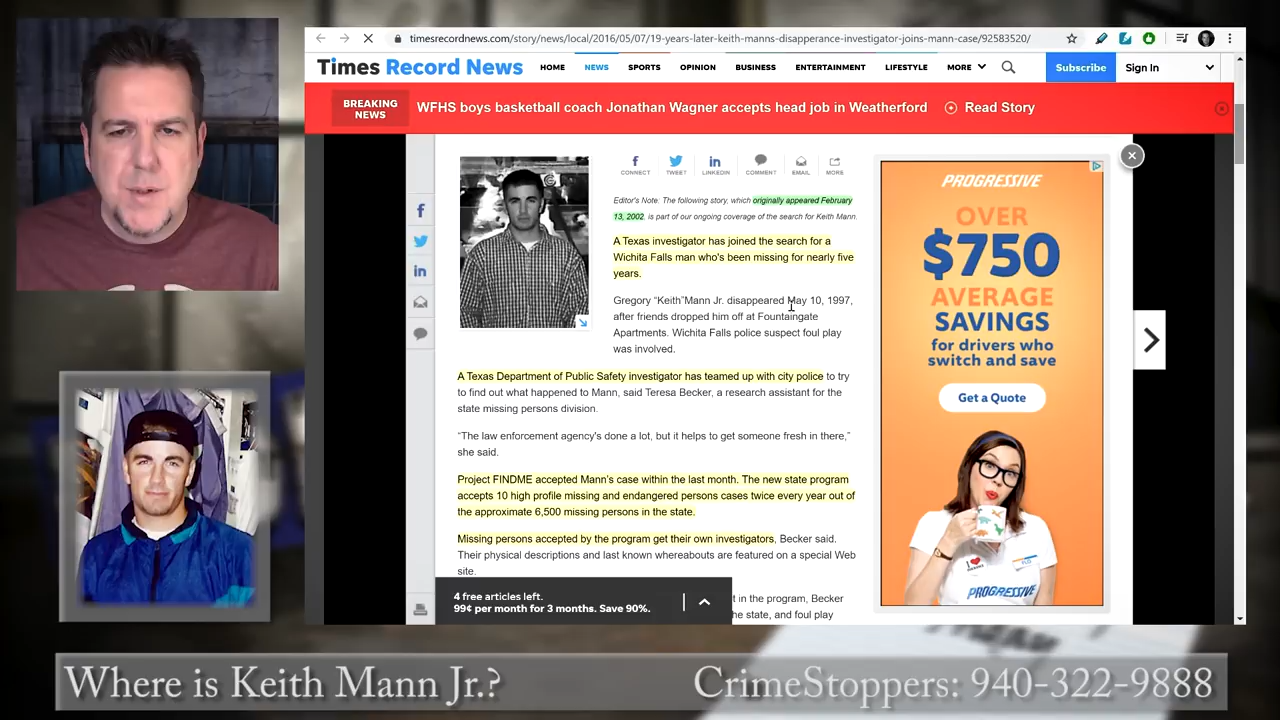 timesrecordnews.com/story/news/local/2016/05/07/19-years-later-keith-manns-disapperance-investigator-joins-mann-case/92583520/
Times Record News
HOME NEWS SPORTS OPINION BUSINESS ENTERTAINMENT LIFESTYLE MORE
Subscribe
Sign In
BREAKING
NEWS
WFHS boys basketball coach Jonathan Wagner accepts head job in Weatherford
Read Story
CONNECT TWEET LINKEDIN COMMENT EMAIL MORE
Editor's Note: The following story, which originally appeared February
13, 2002, is part of our ongoing coverage of the search for Keith Mann.
A Texas investigator has joined the search for a
Wichita Falls man who's been missing for nearly five
years.
Gregory “Keith”Mann Jr. disappeared May 10, 1997,
after friends dropped him off at Fountaingate
Apartments. Wichita Falls police suspect foul play
was involved.
A Texas Department of Public Safety investigator has teamed up with city police to try
to find out what happened to Mann, said Teresa Becker, a research assistant for the
state missing persons division.
“The law enforcement agency's done a lot, but it helps to get someone fresh in there,”
she said.
Project FINDME accepted Mann's case within the last month. The new state program
accepts 10 high profile missing and endangered persons cases twice every year out of
the approximate 6,500 missing persons in the state.
Missing persons accepted by the program get their own investigators, Becker said.
Their physical descriptions and last known whereabouts are featured on a special Web
site.
t in the program, Becker
he state, and foul play
4 free articles left.
99¢ per month for 3 months. Save 90%.
PROGRESSIVE
OVER
$750
AVERAGE
SAVINGS
for drivers who
switch and save
Get a Quote
PROGRESSIVE
Where is Keith Mann Jr.?
CrimeStoppers: 940-322-9888